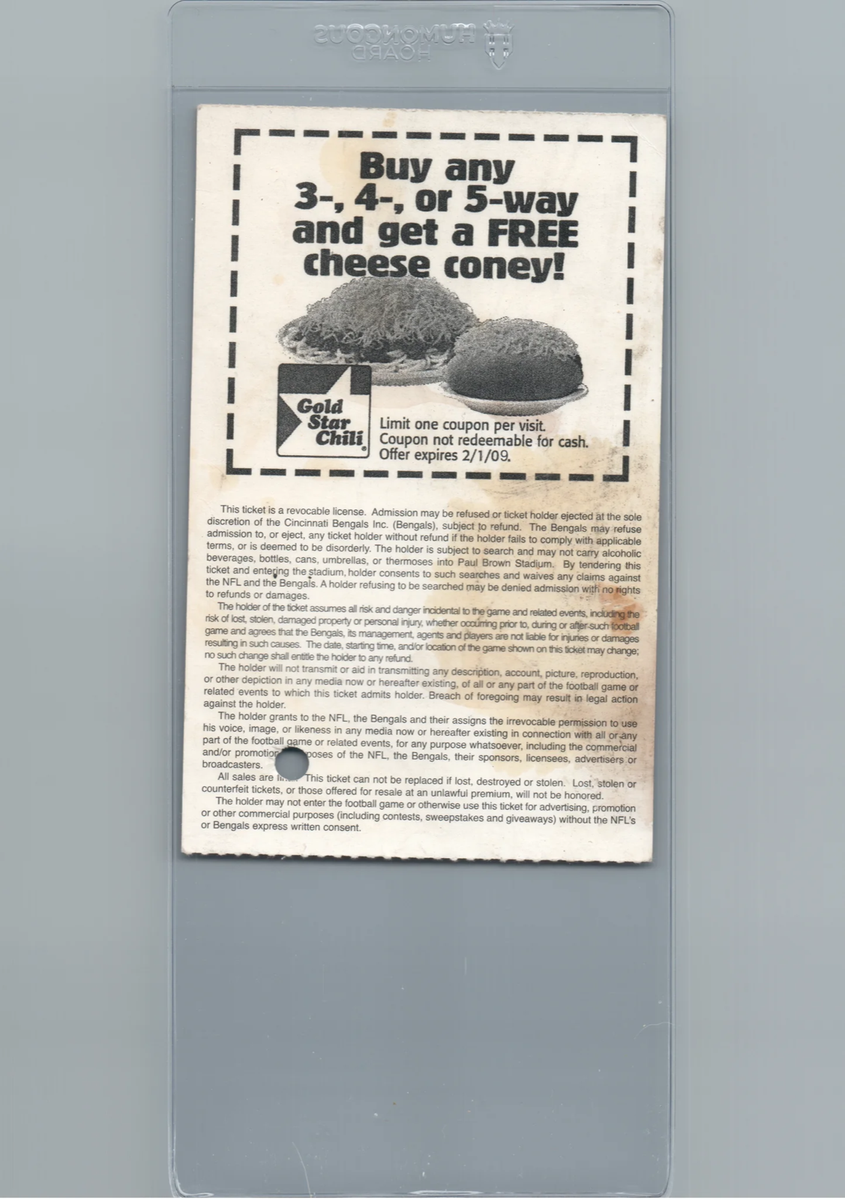 HUMONGOUS
HOARD
Buy any
3-, 4-, or 5-way
and get a FREE
cheese coney!
Gold
Star
Chili®
Limit one coupon per visit.
Coupon not redeemable for cash.
Offer expires 2/1/09.
This ticket is a revocable license. Admission may be refused or ticket holder ejected at the sole
discretion of the Cincinnati Bengals Inc. (Bengals), subject to refund. The Bengals may refuse
admission to, or eject, any ticket holder without refund if the holder fails to comply with applicable
terms, or is deemed to be disorderly. The holder is subject to search and may not carry alcoholic
beverages, bottles, cans, umbrellas, or thermoses into Paul Brown Stadium. By tendering this
ticket and entering the stadium, holder consents to such searches and waives any claims against
the NFL and the Bengals. A holder refusing to be searched may be denied admission with no rights
to refunds or damages.
The holder of the ticket assumes all risk and danger incidental to the game and related events, including the
risk of lost, stolen, damaged property or personal injury, whether occurring prior to, during or after such football
game and agrees that the Bengals, its management, agents and players are not liable for injuries or damages
resulting in such causes. The date, starting time, and/or location of the game shown on this ticket may change;
no such change shall entitle the holder to any refund.
The holder will not transmit or aid in transmitting any description, account, picture, reproduction,
or other depiction in any media now or hereafter existing, of all or any part of the football game or
related events to which this ticket admits holder. Breach of foregoing may result in legal action
against the holder.
The holder grants to the NFL, the Bengals and their assigns the irrevocable permission to use
his voice, image, or likeness in any media now or hereafter existing in connection with all or any
part of the football game or related events, for any purpose whatsoever, including the commercial
and/or promotion poses of the NFL, the Bengals, their sponsors, licensees, advertisers or
broadcasters.
All sales are This ticket can not be replaced if lost, destroyed or stolen. Lost, stolen or
counterfeit tickets, or those offered for resale at an unlawful premium, will not be honored.
The holder may not enter the football game or otherwise use this ticket for advertising, promotion
or other commercial purposes (including contests, sweepstakes and giveaways) without the NFL's
or Bengals express written consent.